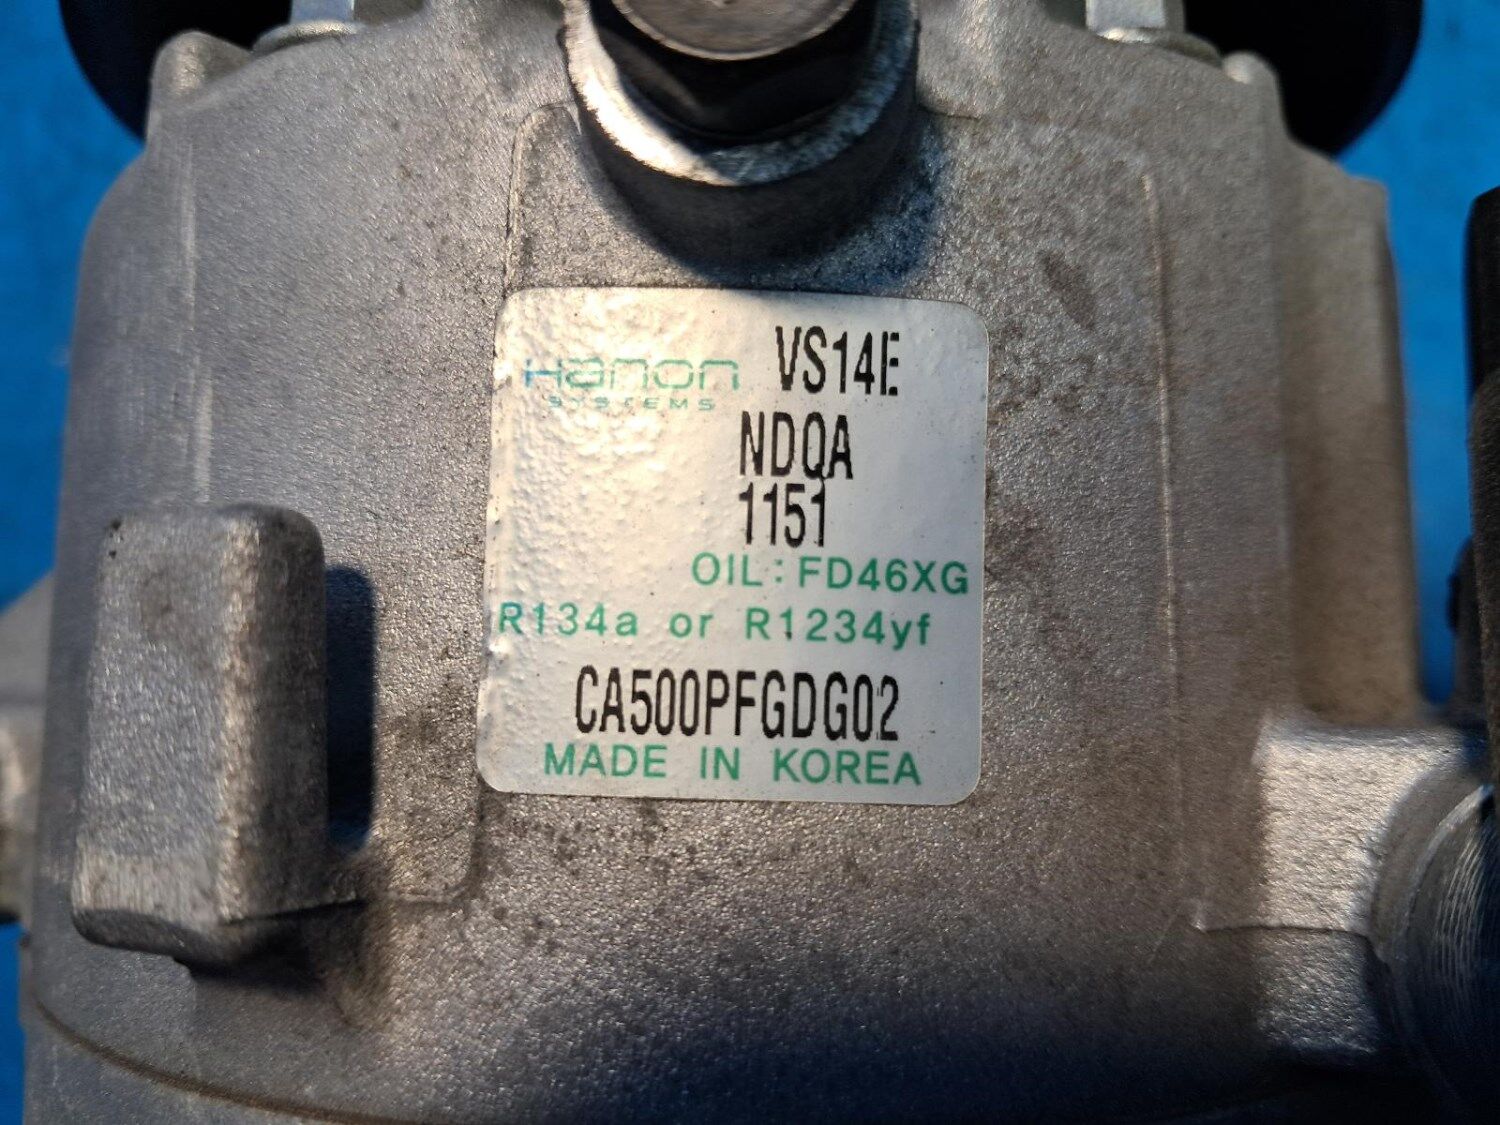 Hanon VS14E
SYSTEMS
NDQA
1151
OIL:FD46XG
R134a or R1234yf
CA500PFGDG02
MADE IN KOREA